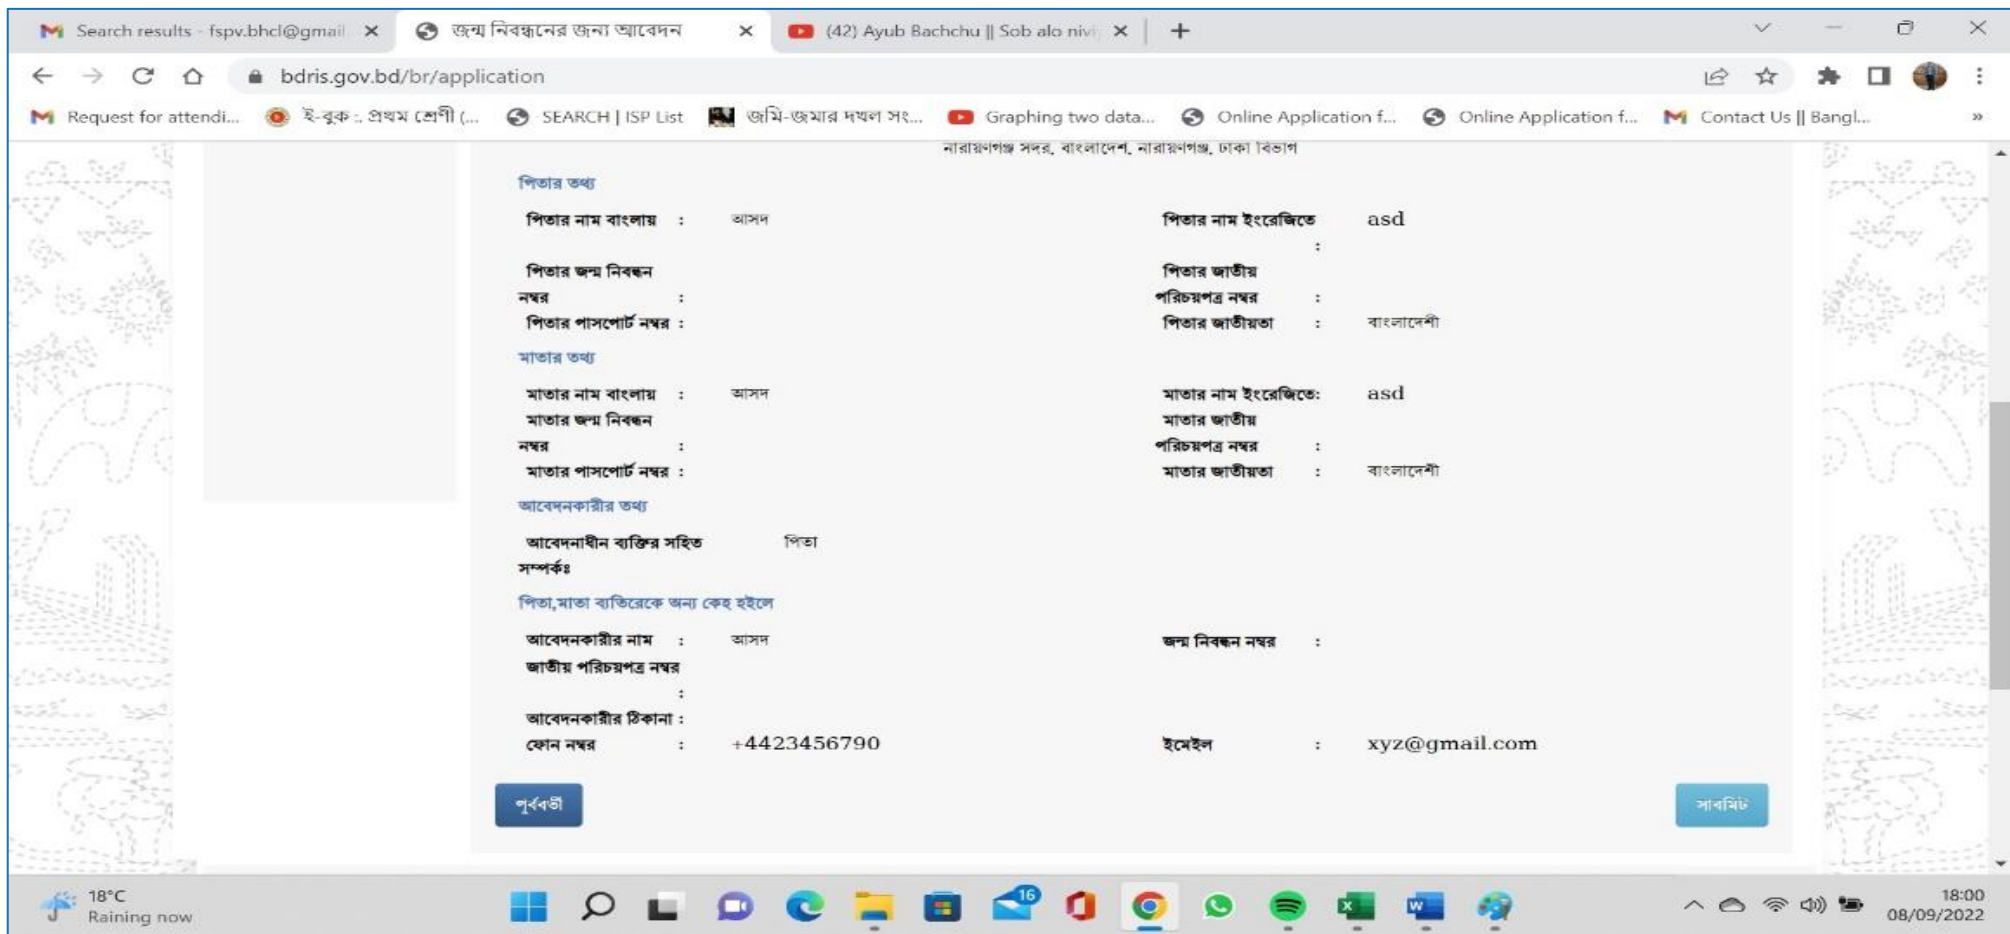 Search results - fspv.bhcl@gmail
জন্ম নিবন্ধনের জন্য আবেদন
(42) Ayub Bachchu || Sob alo nivi
bdris.gov.bd/br/application
Request for attendi...
ই-বুক :. প্রথম শ্রেণী (...
SEARCH | ISP List
জমি-জমার দখল সং...
Graphing two data...
Online Application f...
Online Application f...
Contact Us || Bangl...
»
নারায়ণগঞ্জ সদর, বাংলাদেশ, নারায়ণগঞ্জ, ঢাকা বিভাগ
পিতার তথ্য
পিতার নাম বাংলায় : আসদ পিতার নাম ইংরেজিতে asd
:
পিতার জন্ম নিবন্ধন পিতার জাতীয়
নম্বর : পরিচয়পত্র নম্বর :
পিতার পাসপোর্ট নম্বর : পিতার জাতীয়তা : বাংলাদেশী
মাতার তথ্য
মাতার নাম বাংলায় : আসদ মাতার নাম ইংরেজিতে: asd
মাতার জন্ম নিবন্ধন মাতার জাতীয়
নম্বর : পরিচয়পত্র নম্বর :
মাতার পাসপোর্ট নম্বর : মাতার জাতীয়তা : বাংলাদেশী
আবেদনকারীর তথ্য
আবেদনাধীন ব্যক্তির সহিত পিতা
সম্পর্কঃ
পিতা,মাতা ব্যতিরেকে অন্য কেহ হইলে
আবেদনকারীর নাম : আসদ জন্ম নিবন্ধন নম্বর :
জাতীয় পরিচয়পত্র নম্বর
:
আবেদনকারীর ঠিকানা :
ফোন নম্বর : +4423456790 ইমেইল : xyz@gmail.com
পূর্ববর্তী সাবমিট
18°C
Raining now
16
18:00
08/09/2022